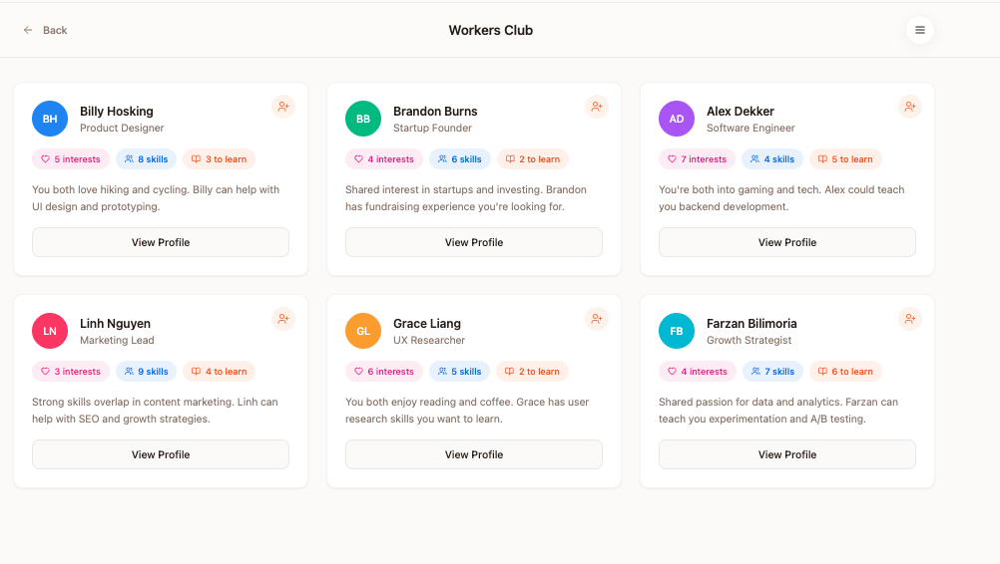 Back
Workers Club
BH
Billy Hosking
Product Designer
5 interests
8 skills
3 to learn
You both love hiking and cycling. Billy can help with
UI design and prototyping.
View Profile
BB
Brandon Burns
Startup Founder
4 interests
6 skills
2 to learn
Shared interest in startups and investing. Brandon
has fundraising experience you're looking for.
View Profile
AD
Alex Dekker
Software Engineer
7 interests
4 skills
5 to learn
You're both into gaming and tech. Alex could teach
you backend development.
View Profile
LN
Linh Nguyen
Marketing Lead
3 interests
9 skills
4 to learn
Strong skills overlap in content marketing. Linh can
help with SEO and growth strategies.
View Profile
GL
Grace Liang
UX Researcher
6 interests
5 skills
2 to learn
You both enjoy reading and coffee. Grace has user
research skills you want to learn.
View Profile
FB
Farzan Bilimoria
Growth Strategist
4 interests
7 skills
6 to learn
Shared passion for data and analytics. Farzan can
teach you experimentation and A/B testing.
View Profile